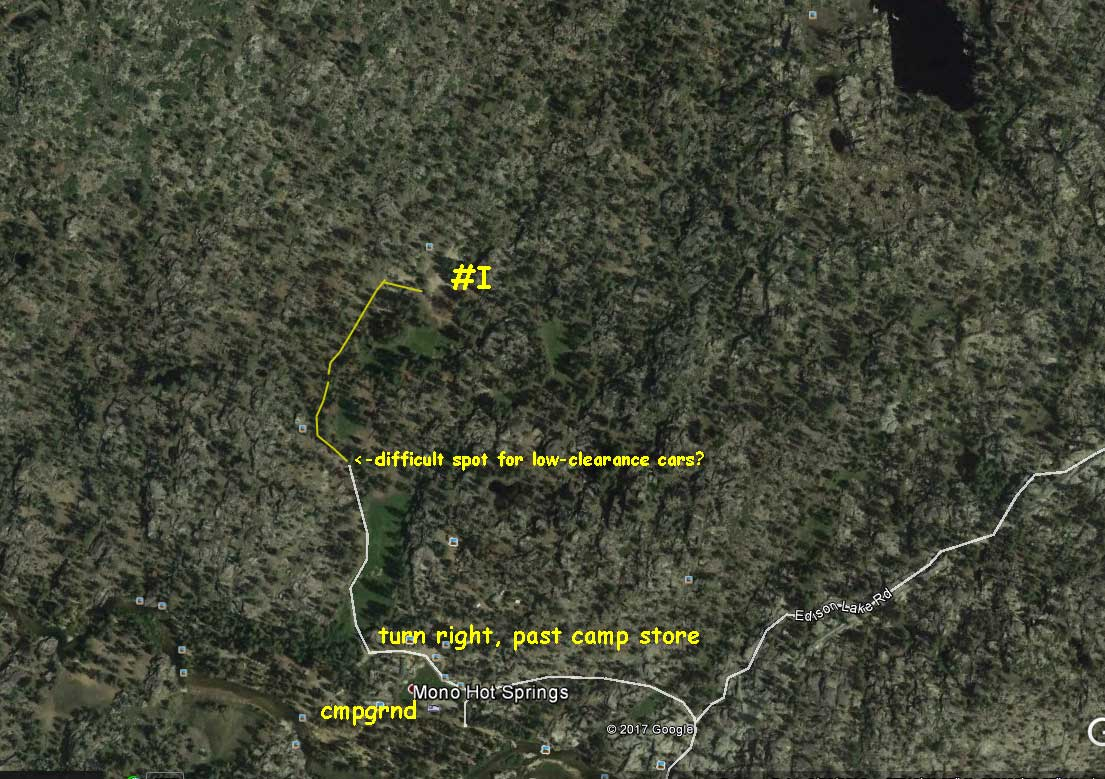 #I
<-difficult spot for low-clearance cars?
Edison Lake Rd
turn right, past camp store
Mono Hot Springs
cmpgrnd
© 2017 Google